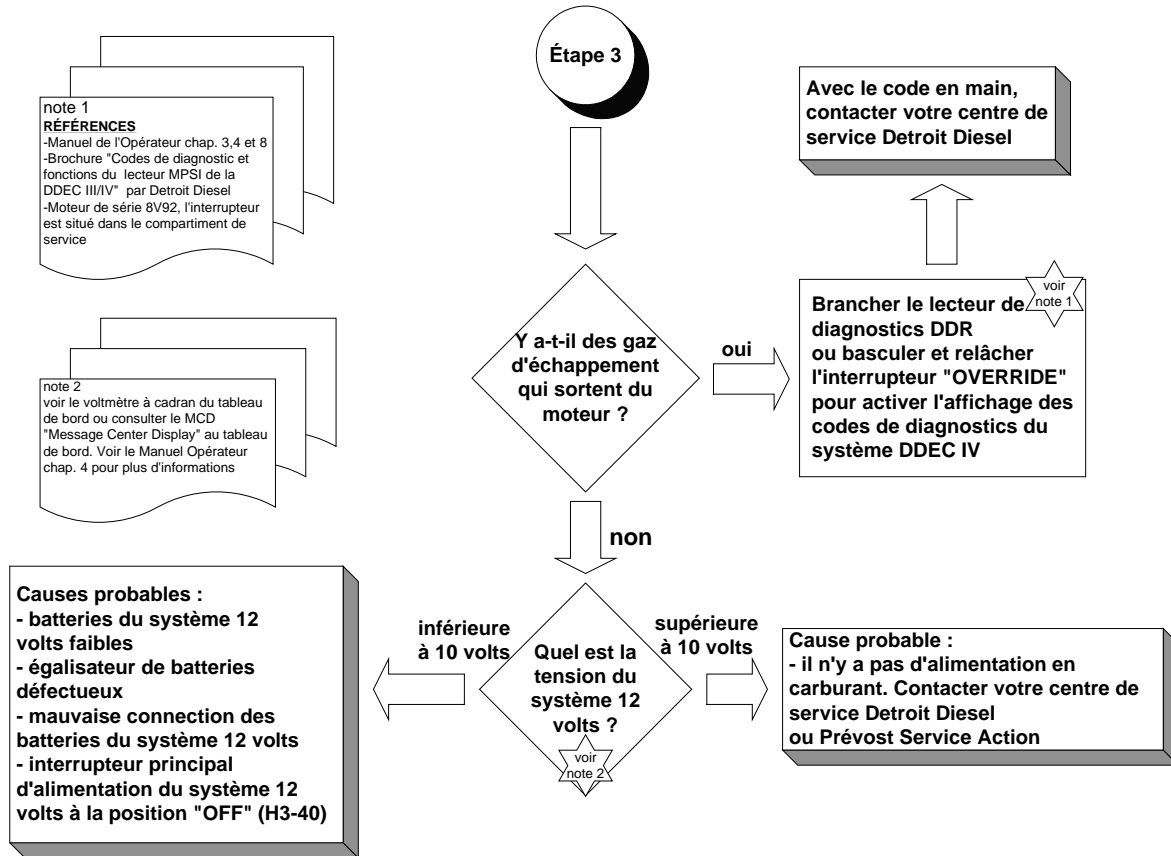 Étape 3
note 1
RÉFÉRENCES
-Manuel de l'Opérateur chap. 3,4 et 8
-Brochure "Codes de diagnostic et
fonctions du lecteur MPSI de la
DDEC III/IV" par Detroit Diesel
-Moteur de série 8V92, l'interrupteur
est situé dans le compartiment de
service
Avec le code en main,
contacter votre centre de
service Detroit Diesel
note 2
voir le voltmètre à cadran du tableau
de bord ou consulter le MCD
"Message Center Display" au tableau
de bord. Voir le Manuel Opérateur
chap. 4 pour plus d'informations
Y a-t-il des gaz
d'échappement
qui sortent du
moteur ?
oui
voir
note 1
Brancher le lecteur de
diagnostics DDR
ou basculer et relâcher
l'interrupteur "OVERRIDE"
pour activer l'affichage des
codes de diagnostics du
système DDEC IV
non
Causes probables :
- batteries du système 12
volts faibles
- égalisateur de batteries
défectueux
- mauvaise connection des
batteries du système 12 volts
- interrupteur principal
d'alimentation du système 12
volts à la position "OFF" (H3-40)
inférieure
à 10 volts
Quel est la
tension du
système 12
volts ?
voir
note 2
supérieure
à 10 volts
Cause probable :
- il n'y a pas d'alimentation en
carburant. Contacter votre centre de
service Detroit Diesel
ou Prévost Service Action